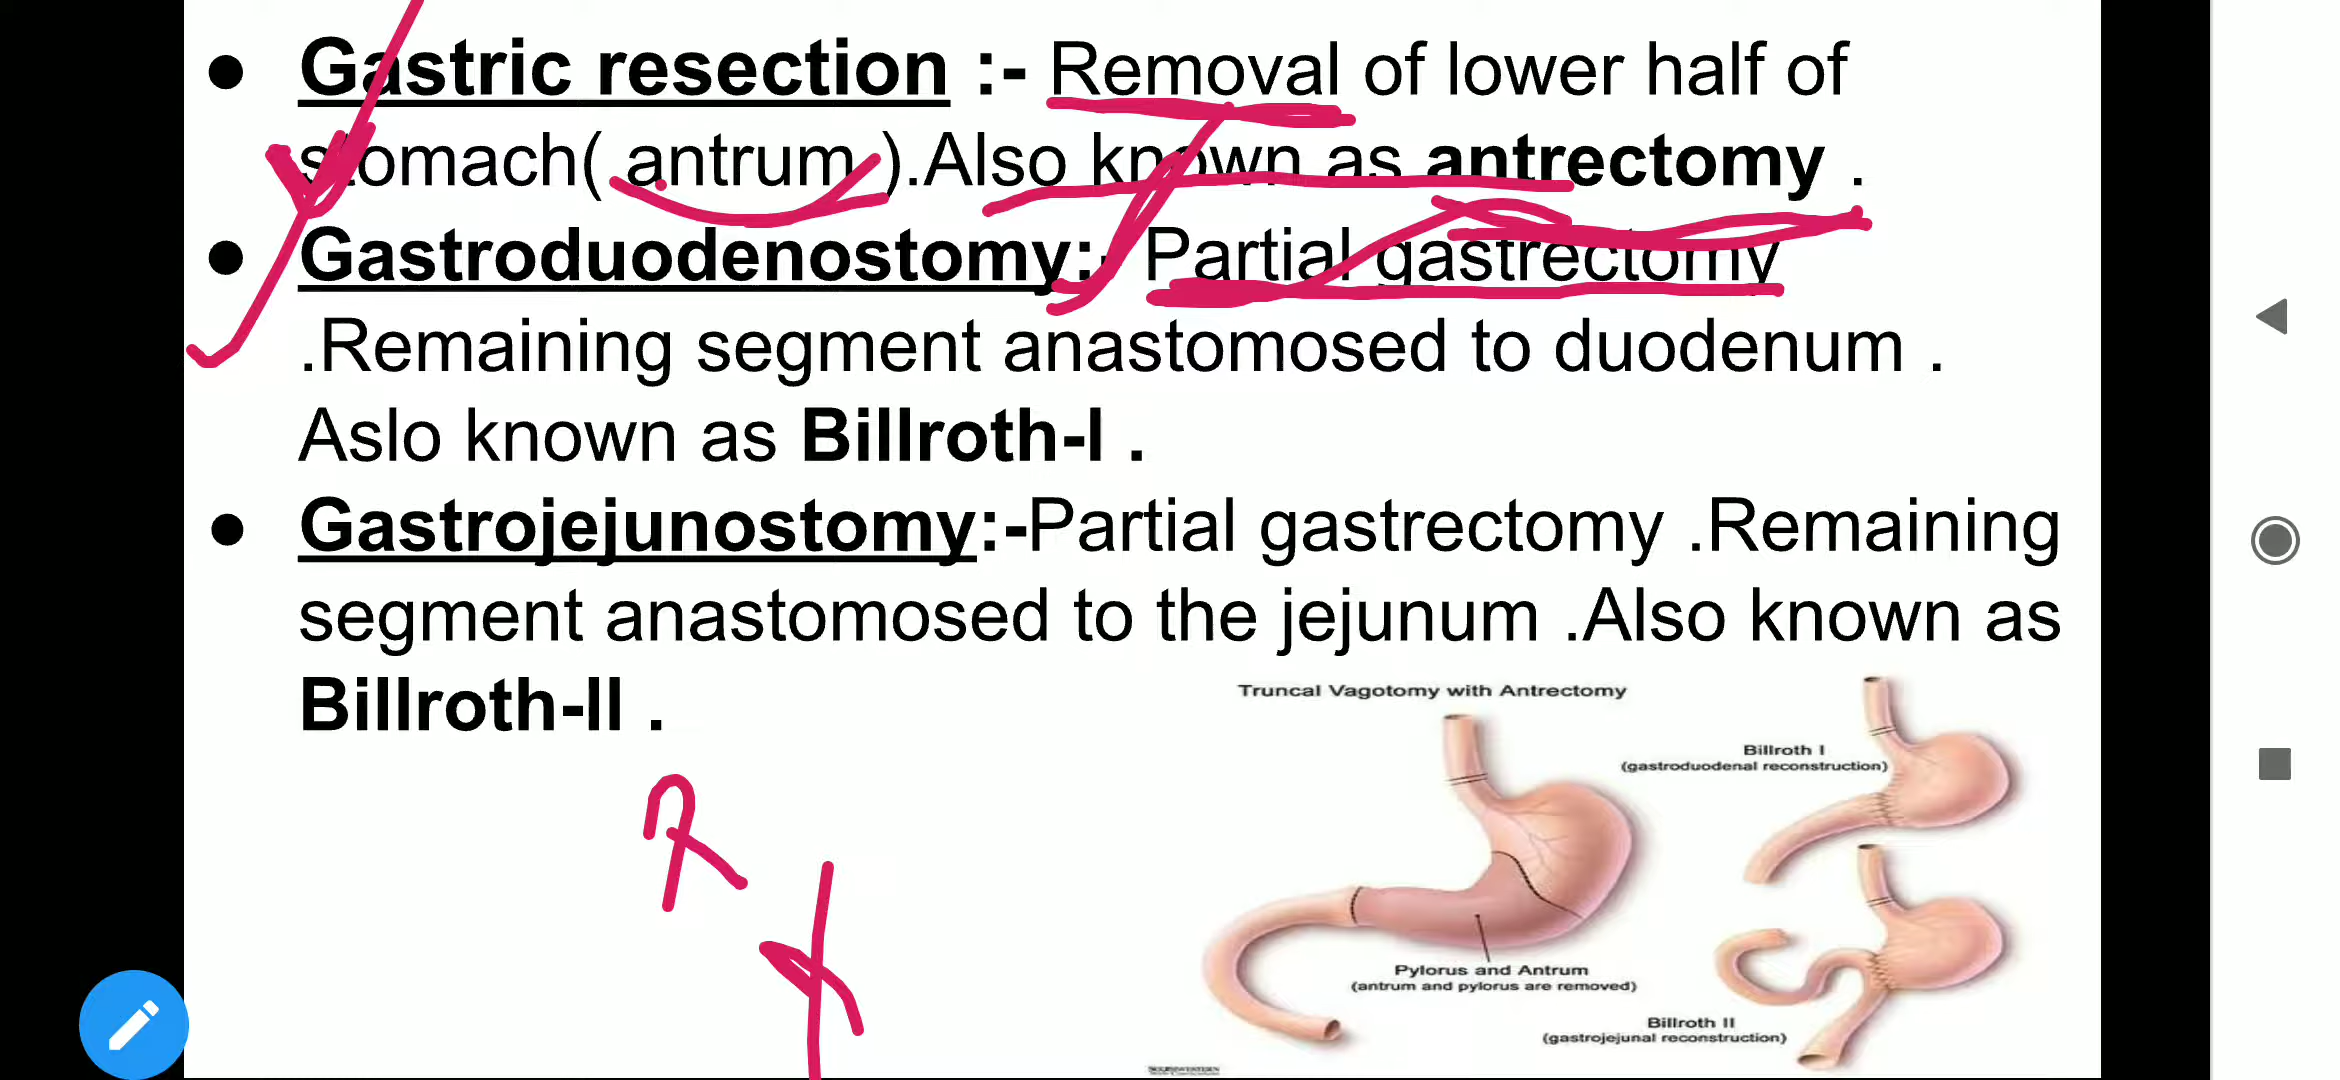 ● Gastric resection :- Removal of lower half of
stomach( antrum ).Also known as antrectomy .
● Gastroduodenostomy:- Partial gastrectomy
.Remaining segment anastomosed to duodenum .
Aslo known as Billroth-I .
● Gastrojejunostomy:-Partial gastrectomy .Remaining
segment anastomosed to the jejunum .Also known as
Billroth-II .
Truncal Vagotomy with Antrectomy
Billroth I
(gastroduodenal reconstruction)
Pylorus and Antrum
(antrum and pylorus are removed)
Billroth II
(gastrojejunal reconstruction)